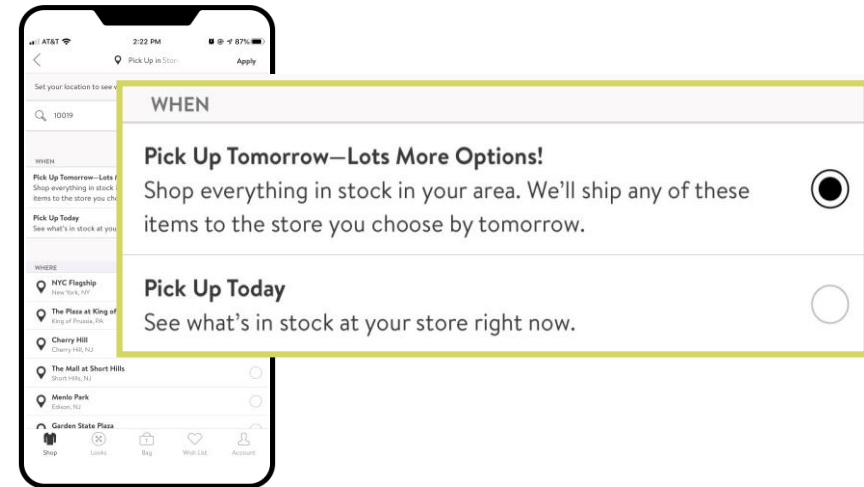 AT&T
2:22 PM
87%
Pick Up in Store
Apply
Set your location to see
10019
WHEN
Pick Up Tomorrow—Lots
Shop everything in stock
items to the store you
Pick Up Today
See what's in stock at you
WHERE
NYC Flagship
New York, NY
The Plaza at King of
King of Prussia, PA
Cherry Hill
Cherry Hill, NJ
The Mall at Short Hills
Short Hills, NJ
Menlo Park
Edison, NJ
Garden State Plaza
Shop
Looks
Bag
Wish List
Account
WHEN
Pick Up Tomorrow—Lots More Options!
Shop everything in stock in your area. We'll ship any of these
items to the store you choose by tomorrow.
Pick Up Today
See what's in stock at your store right now.